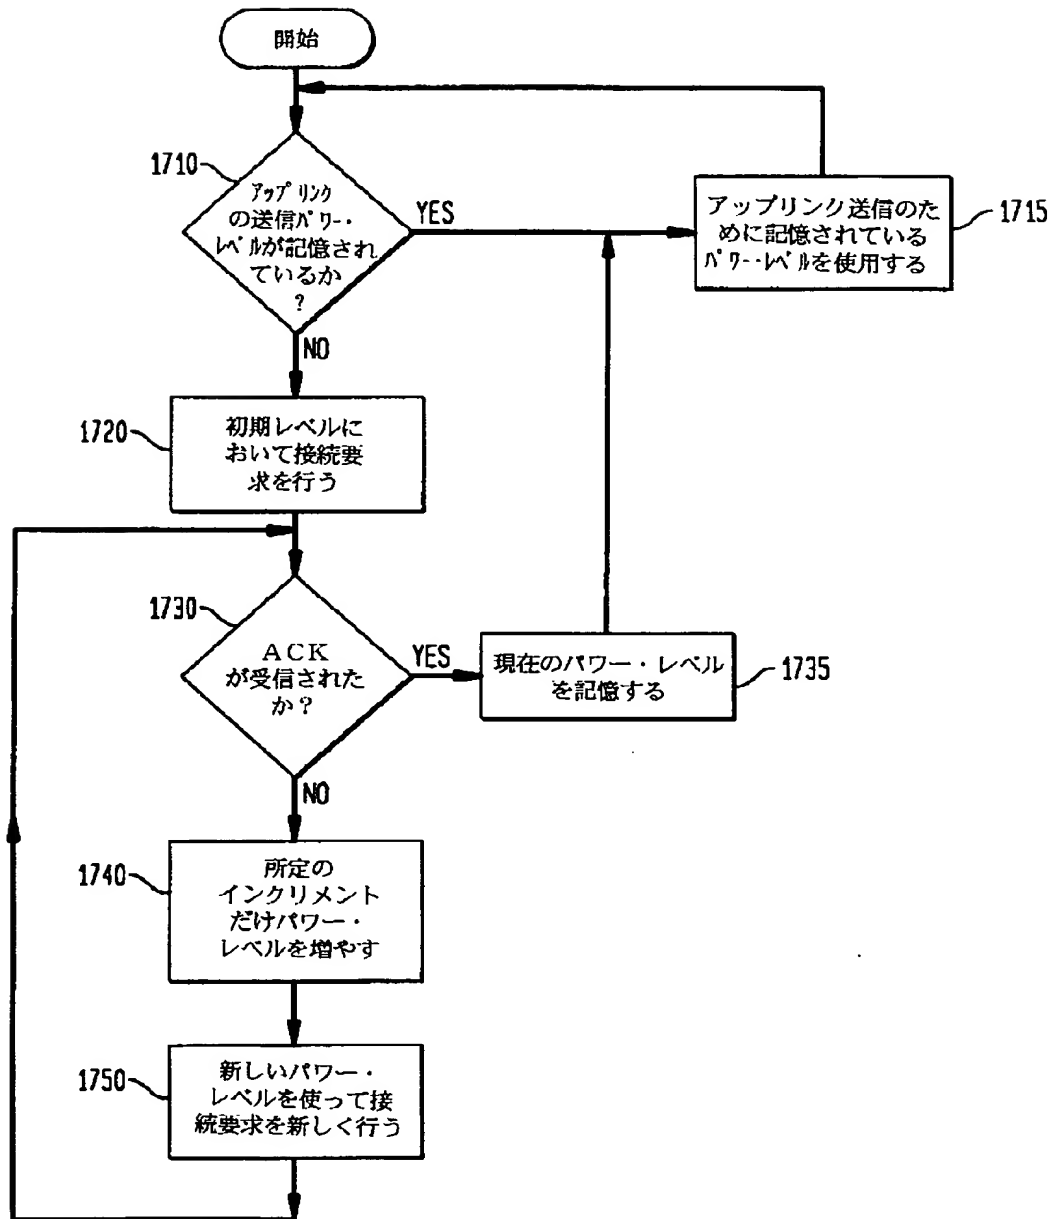 開始
1710
アップリンク
の送信パワー・
レベルが記憶され
ているか
?
YES
アップリンク送信のた
めに記憶されている
パワー・レベルを使用する
1715
NO
1720
初期レベルに
おいて接続要
求を行う
1730
ACK
が受信された
か?
YES
現在のパワー・レベル
を記憶する
1735
NO
1740
所定の
インクリメント
だけパワー・
レベルを増やす
1750
新しいパワー・
レベルを使って接
続要求を新しく行う